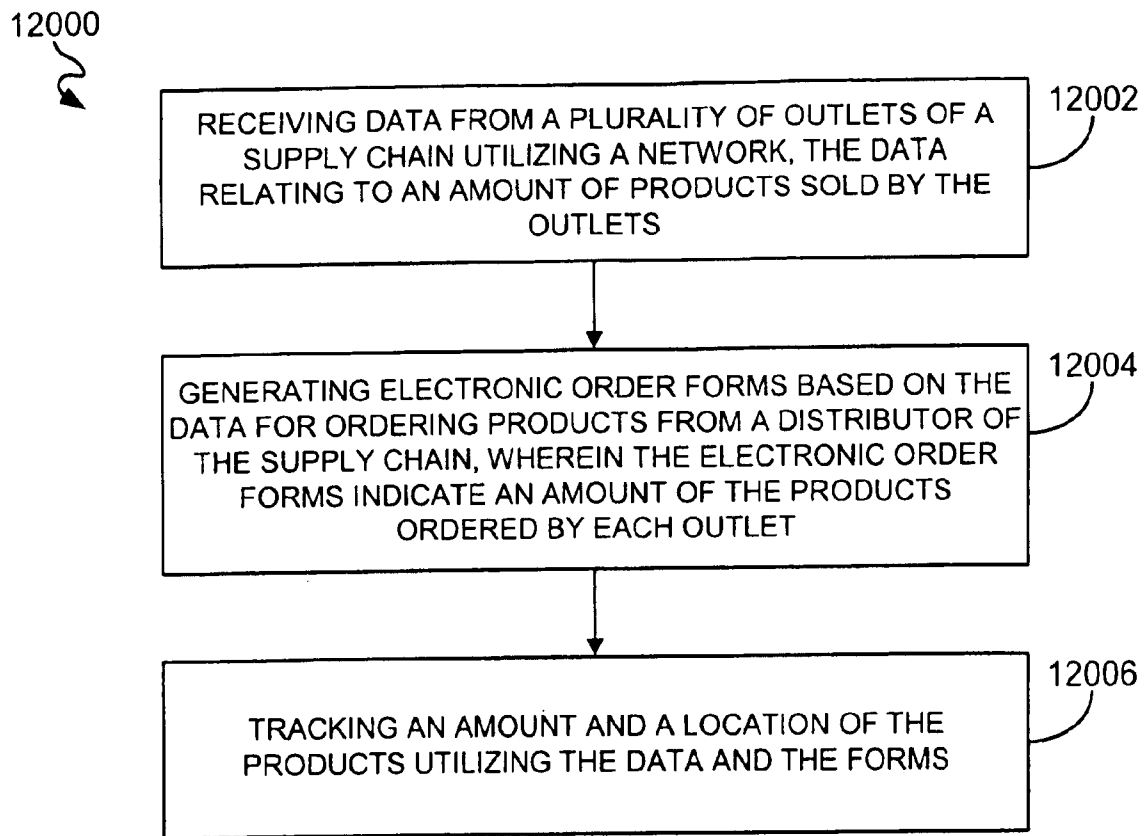 12000
12002
RECEIVING DATA FROM A PLURALITY OF OUTLETS OF A
SUPPLY CHAIN UTILIZING A NETWORK, THE DATA
RELATING TO AN AMOUNT OF PRODUCTS SOLD BY THE
OUTLETS
12004
GENERATING ELECTRONIC ORDER FORMS BASED ON THE
DATA FOR ORDERING PRODUCTS FROM A DISTRIBUTOR OF
THE SUPPLY CHAIN, WHEREIN THE ELECTRONIC ORDER
FORMS INDICATE AN AMOUNT OF THE PRODUCTS
ORDERED BY EACH OUTLET
12006
TRACKING AN AMOUNT AND A LOCATION OF THE
PRODUCTS UTILIZING THE DATA AND THE FORMS